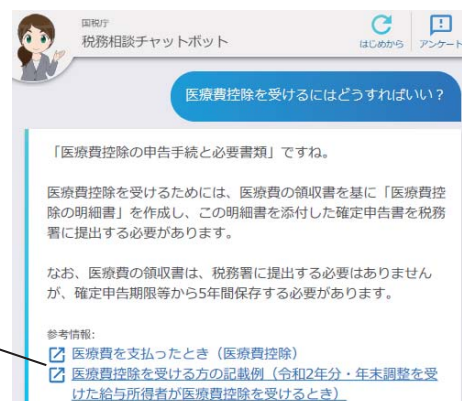 国税庁
税務相談チャットボット
はじめから
アンケート
医療費控除を受けるにはどうすればいい？
「医療費控除の申告手続と必要書類」ですね。
医療費控除を受けるためには、医療費の領収書を基に「医療費控
除の明細書」を作成し、この明細書を添付した確定申告書を税務
署に提出する必要があります。
なお、医療費の領収書は、税務署に提出する必要はありません
が、確定申告期限等から5年間保存する必要があります。
参考情報:
医療費を支払ったとき（医療費控除）
医療費控除を受ける方の記載例（令和2年分・年末調整を受
けた給与所得者が医療費控除を受けるとき）